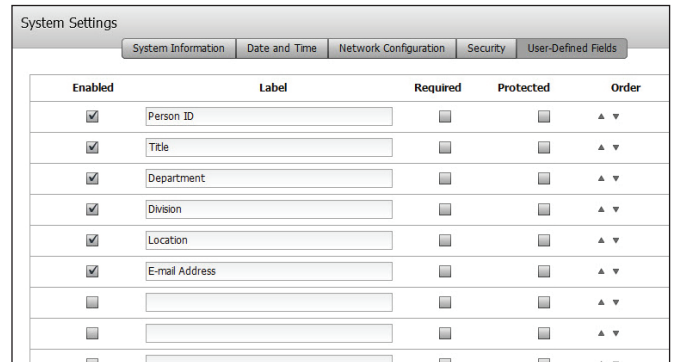 System Settings
System Information Date and Time Network Configuration Security User-Defined Fields
Enabled Label Required Protected Order
Person ID
Title
Department
Division
Location
E-mail Address